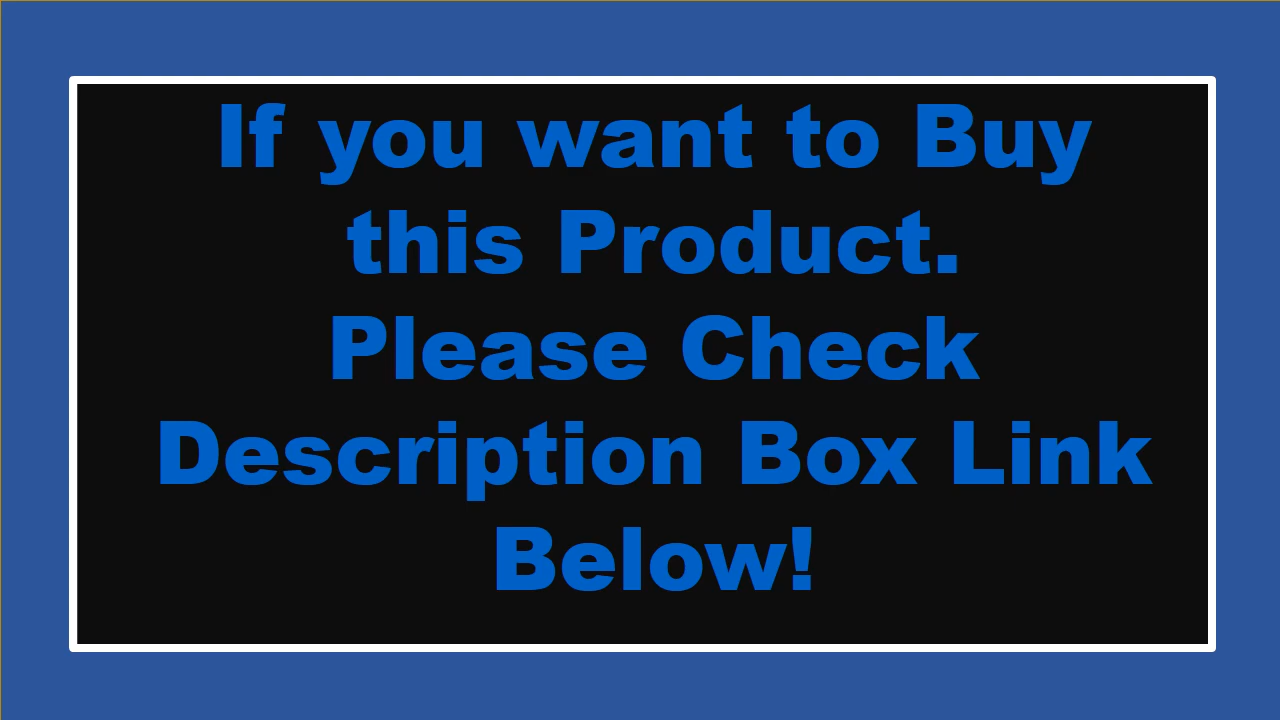 If you want to Buy
this Product.
Please Check
Description Box Link
Below!